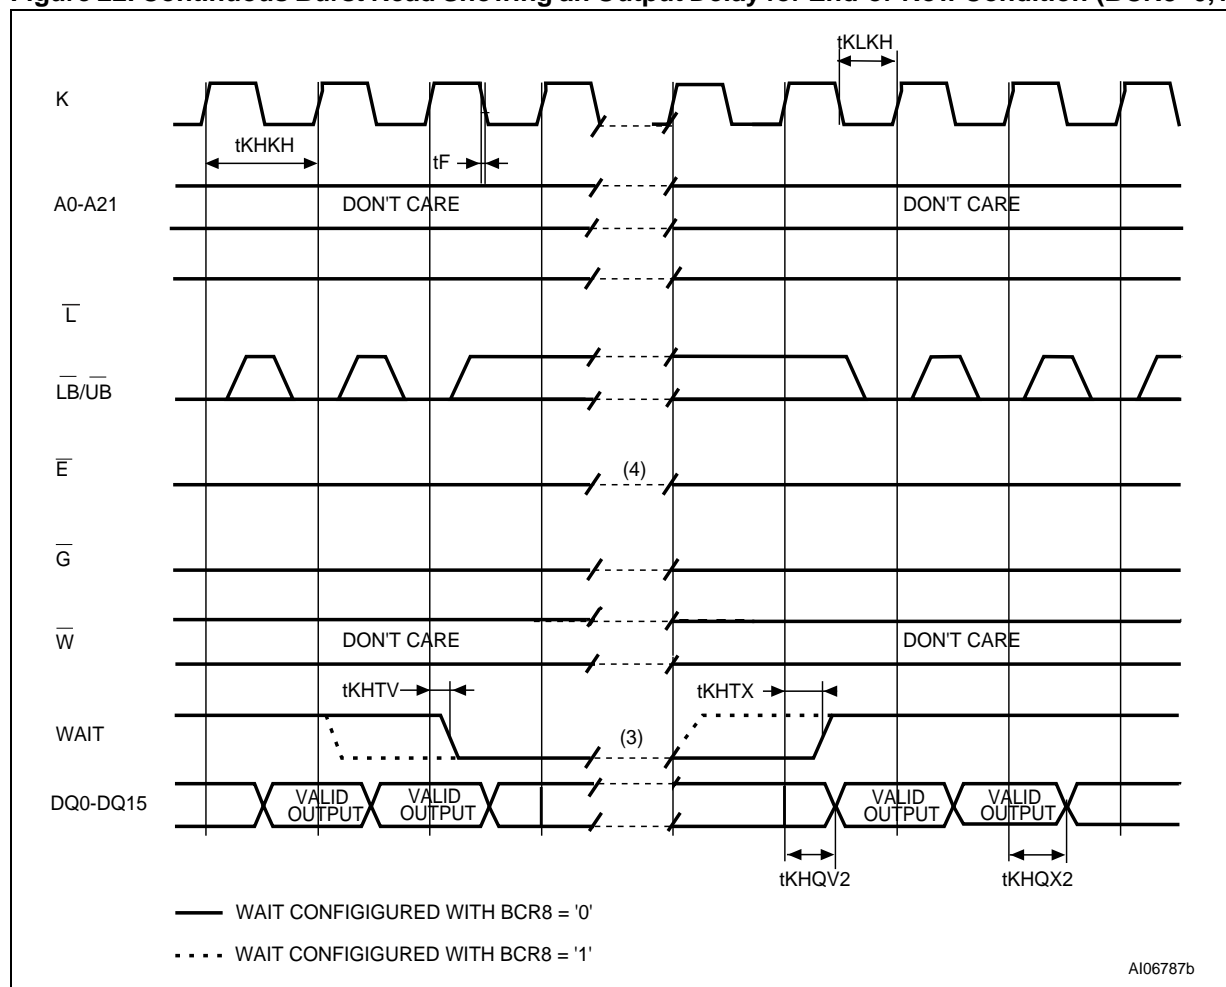 tKLKH
K
tKHKH
tF
A0-A21
DON'T CARE
DON'T CARE
L
LB/UB
E
(4)
G
W
DON'T CARE
DON'T CARE
tKHTV
tKHTX
WAIT
(3)
DQ0-DQ15
VALID
OUTPUT
VALID
OUTPUT
VALID
OUTPUT
VALID
OUTPUT
tKHQV2
tKHQX2
WAIT CONFIGIGURED WITH BCR8 = '0'
WAIT CONFIGIGURED WITH BCR8 = '1'
AI06787b